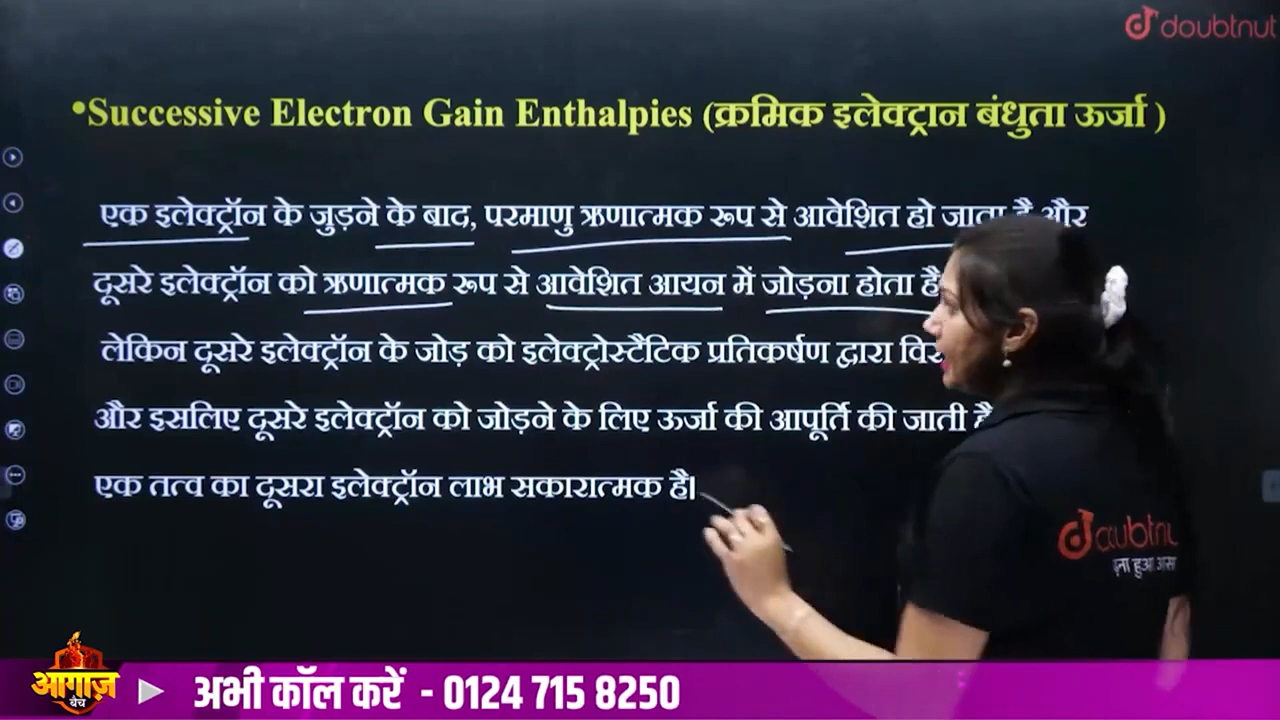 doubtnut
•Successive Electron Gain Enthalpies (क्रमिक इलेक्ट्रान बंधुता ऊर्जा )
एक इलेक्ट्रॉन के जुड़ने के बाद, परमाणु ऋणात्मक रूप से आवेशित हो जाता है और
दूसरे इलेक्ट्रॉन को ऋणात्मक रूप से आवेशित आयन में जोड़ना होता है
लेकिन दूसरे इलेक्ट्रॉन के जोड़ को इलेक्ट्रोस्टैटिक प्रतिकर्षण द्वारा
और इसलिए दूसरे इलेक्ट्रॉन को जोड़ने के लिए ऊर्जा की आपूर्ति की जाती है
एक तत्व का दूसरा इलेक्ट्रॉन लाभ सकारात्मक है।
हुआ
आगाज़
बैच
अभी कॉल करें - 0124 715 8250